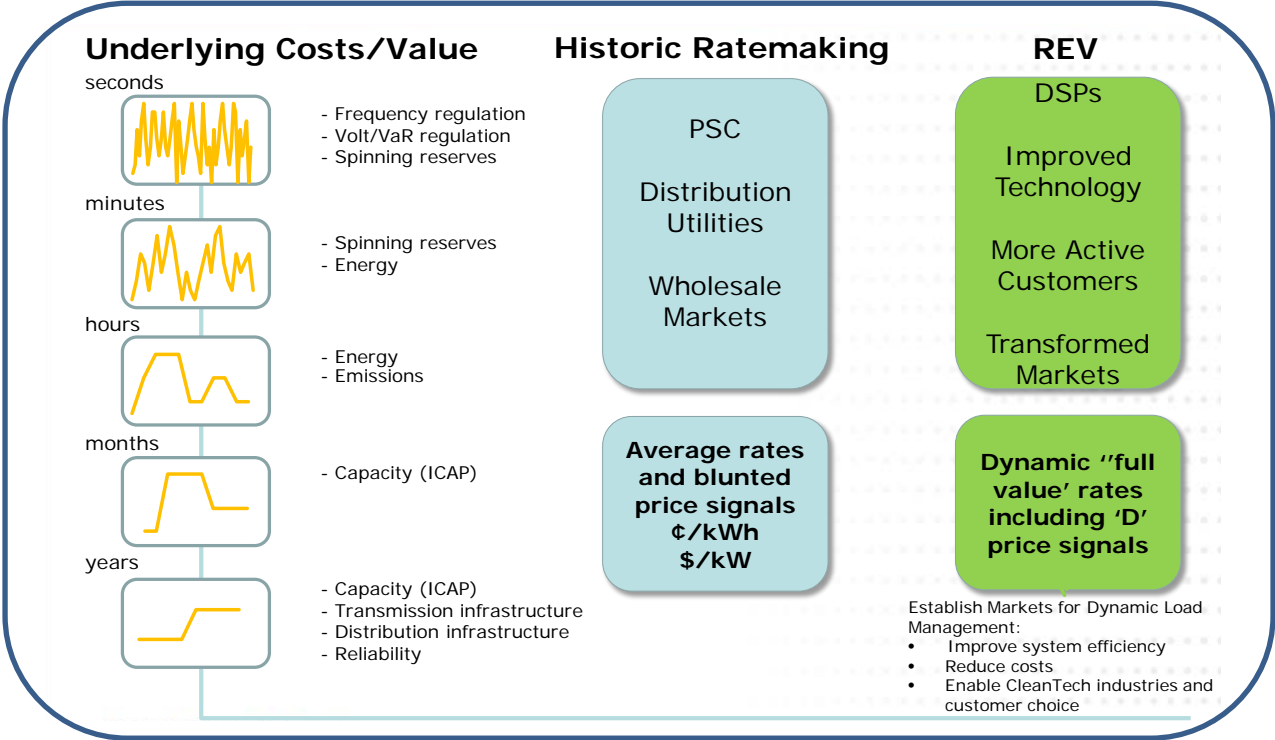 Underlying Costs/Value
seconds
- Frequency regulation
- Volt/VaR regulation
- Spinning reserves
minutes
- Spinning reserves
- Energy
hours
- Energy
- Emissions
months
- Capacity (ICAP)
years
- Capacity (ICAP)
- Transmission infrastructure
- Distribution infrastructure
- Reliability
Historic Ratemaking
PSC
Distribution
Utilities
Wholesale
Markets
Average rates
and blunted
price signals
¢/kWh
$/kW
REV
DSPs
Improved
Technology
More Active
Customers
Transformed
Markets
Dynamic ‘’full
value’ rates
including ‘D’
price signals
Establish Markets for Dynamic Load
Management:
• Improve system efficiency
• Reduce costs
• Enable CleanTech industries and
customer choice